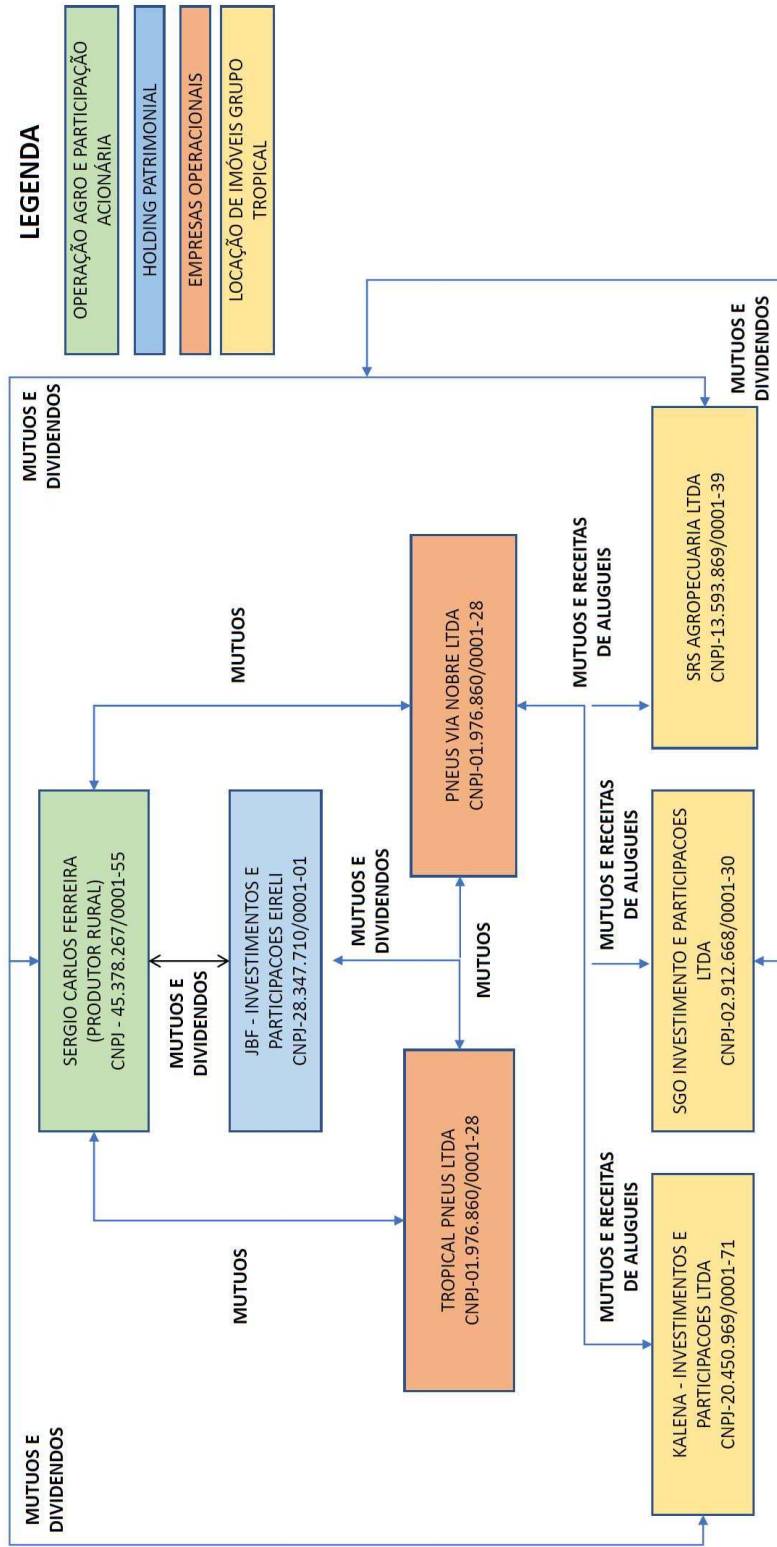 LEGENDA
OPERAÇÃO AGRO E PARTICIPAÇÃO
ACIONÁRIA
HOLDING PATRIMONIAL
EMPRESAS OPERACIONAIS
LOCAÇÃO DE IMÓVEIS GRUPO
TROPICAL
MUTUOS E
DIVIDENDOS
MUTUOS E
DIVIDENDOS
SERGIO CARLOS FERREIRA
(PRODUTOR RURAL)
CNPJ - 45.378.267/0001-55
MUTUOS
MUTUOS E
DIVIDENDOS
MUTUOS
JBF - INVESTIMENTOS E
PARTICIPACOES EIRELI
CNPJ-28.347.710/0001-01
MUTUOS E
DIVIDENDOS
TROPICAL PNEUS LTDA
CNPJ-01.976.860/0001-28
MUTUOS
PNEUS VIA NOBRE LTDA
CNPJ-01.976.860/0001-28
MUTUOS E RECEITAS
DE ALUGUEIS
MUTUOS E RECEITAS
DE ALUGUEIS
MUTUOS E RECEITAS
DE ALUGUEIS
KALENA - INVESTIMENTOS E
PARTICIPACOES LTDA
CNPJ-20.450.969/0001-71
SGO INVESTIMENTO E PARTICIPACOES
LTDA
CNPJ-02.912.668/0001-30
SRS AGROPECUARIA LTDA
CNPJ-13.593.869/0001-39
MUTUOS E
DIVIDENDOS